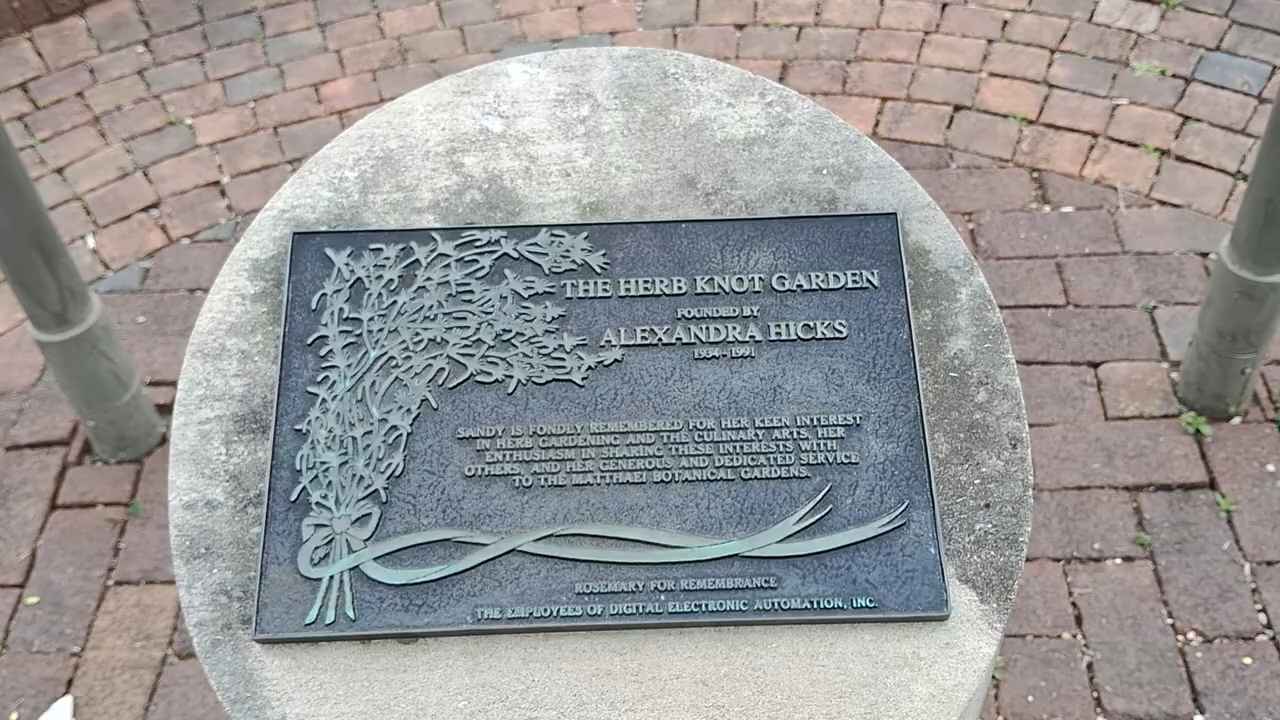 THE HERB KNOT GARDEN
FOUNDED BY
ALEXANDRA HICKS
1934 - 1991
SANDY IS FONDLY REMEMBERED FOR HER KEEN INTEREST
IN HERB GARDENING AND THE CULINARY ARTS, HER
ENTHUSIASM IN SHARING THESE INTERESTS WITH
OTHERS, AND HER GENEROUS AND DEDICATED SERVICE
TO THE MATTHAEI BOTANICAL GARDENS.
ROSEMARY FOR REMEMBRANCE
THE EMPLOYEES OF DIGITAL ELECTRONIC AUTOMATION, INC.